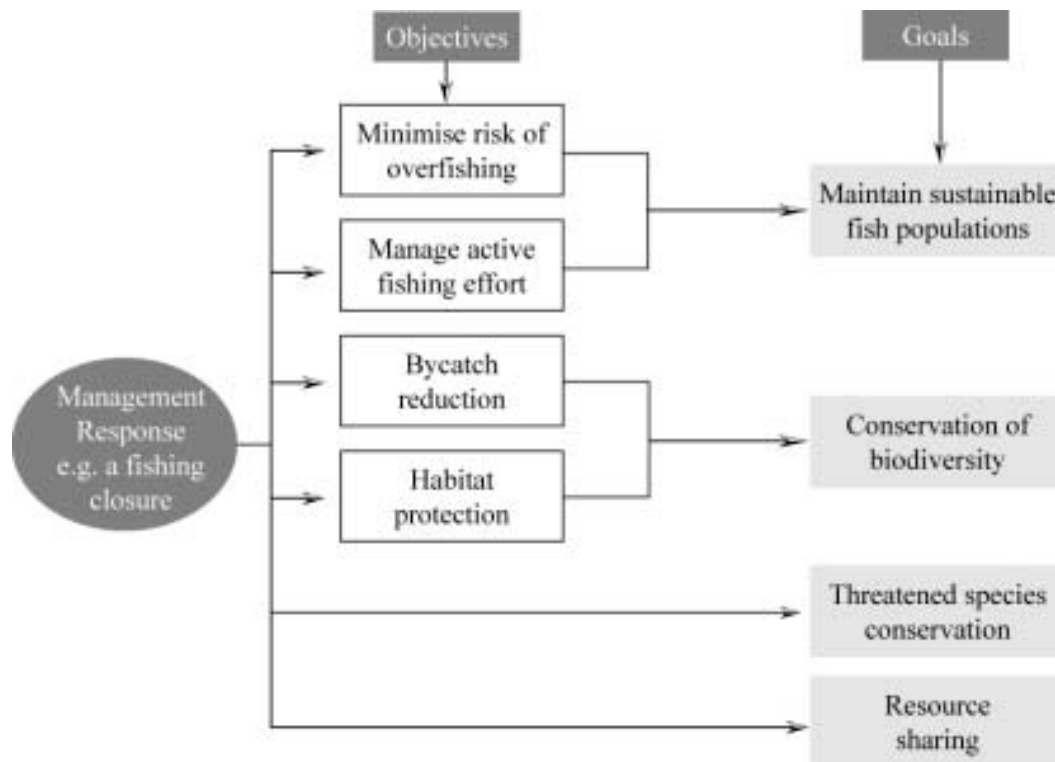 Objectives
Goals
Minimise risk of
overfishing
Maintain sustainable
fish populations
Manage active
fishing effort
Management
Response
e.g. a fishing
closure
Bycatch
reduction
Conservation of
biodiversity
Habitat
protection
Threatened species
conservation
Resource
sharing